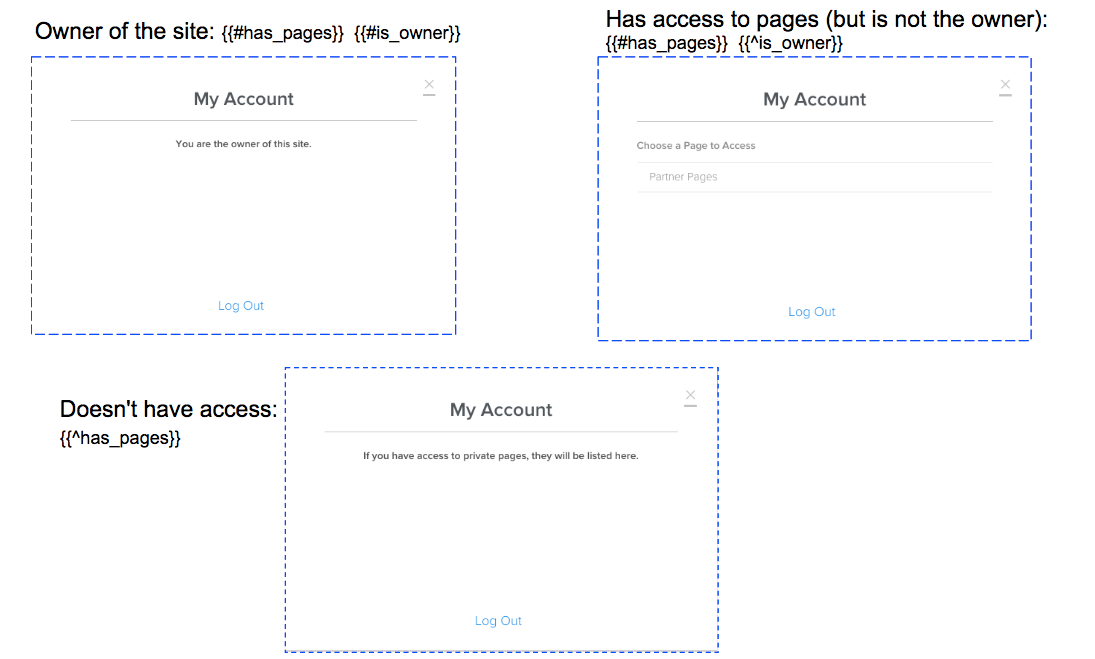 Owner of the site: {{#has_pages}} {{#is_owner}}
My Account
You are the owner of this site.
Log Out
Has access to pages (but is not the owner):
{{#has_pages}} {{^is_owner}}
My Account
Choose a Page to Access
Partner Pages
Log Out
Doesn't have access:
{{^has_pages}}
My Account
If you have access to private pages, they will be listed here.
Log Out